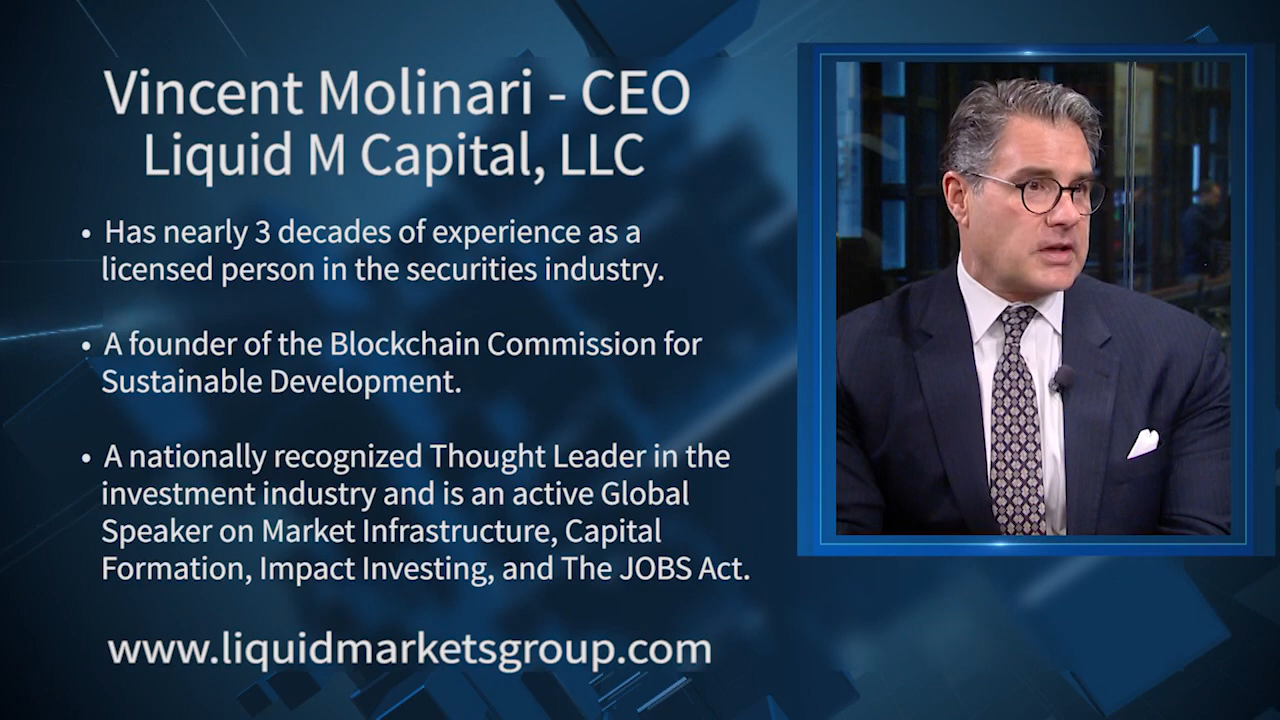 Vincent Molinari - CEO
Liquid M Capital, LLC
• Has nearly 3 decades of experience as a
licensed person in the securities industry.
• A founder of the Blockchain Commission for
Sustainable Development.
• A nationally recognized Thought Leader in the
investment industry and is an active Global
Speaker on Market Infrastructure, Capital
Formation, Impact Investing, and The JOBS Act.
www.liquidmarketsgroup.com